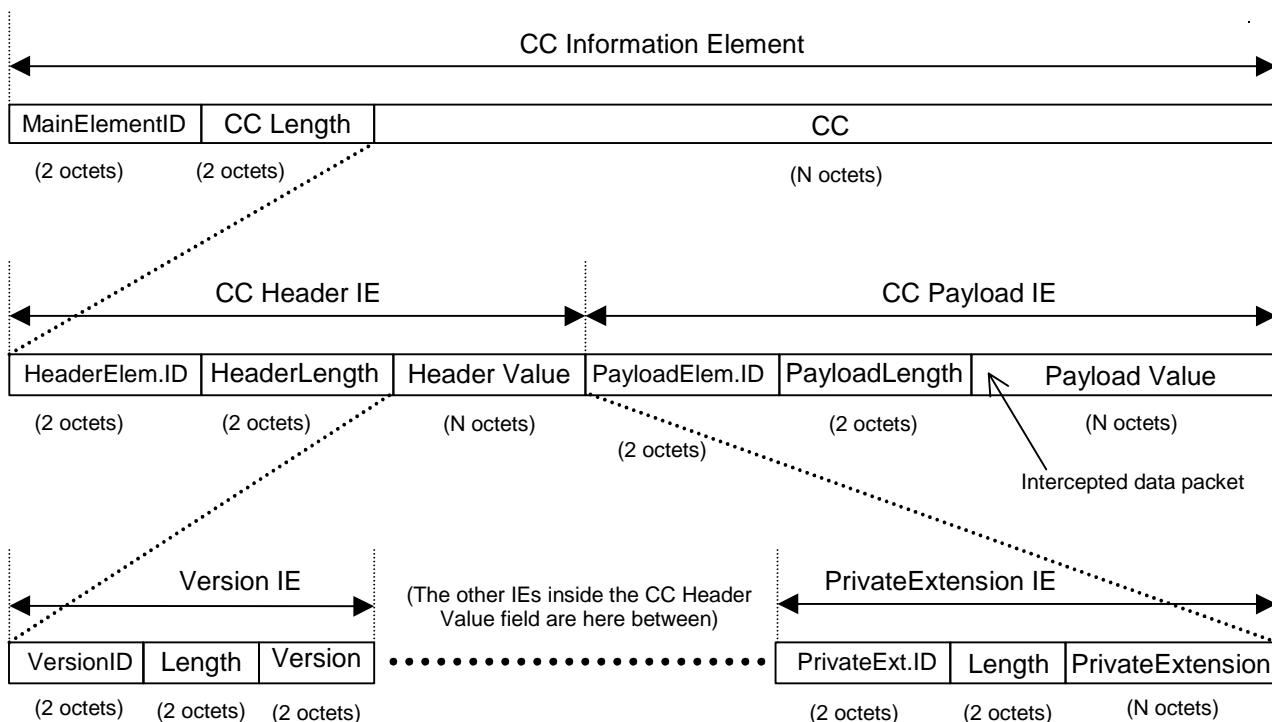 CC Information Element
MainElementID CC Length CC
(2 octets) (2 octets) (N octets)
CC Header IE CC Payload IE
HeaderElem.ID HeaderLength Header Value PayloadElem.ID PayloadLength Payload Value
(2 octets) (2 octets) (N octets) (2 octets) (2 octets) (N octets)
Intercepted data packet
Version IE (The other IEs inside the CC Header PrivateExtension IE
Value field are here between)
VersionID Length Version PrivateExt.ID Length PrivateExtension
(2 octets) (2 octets) (2 octets) (2 octets) (2 octets) (N octets)